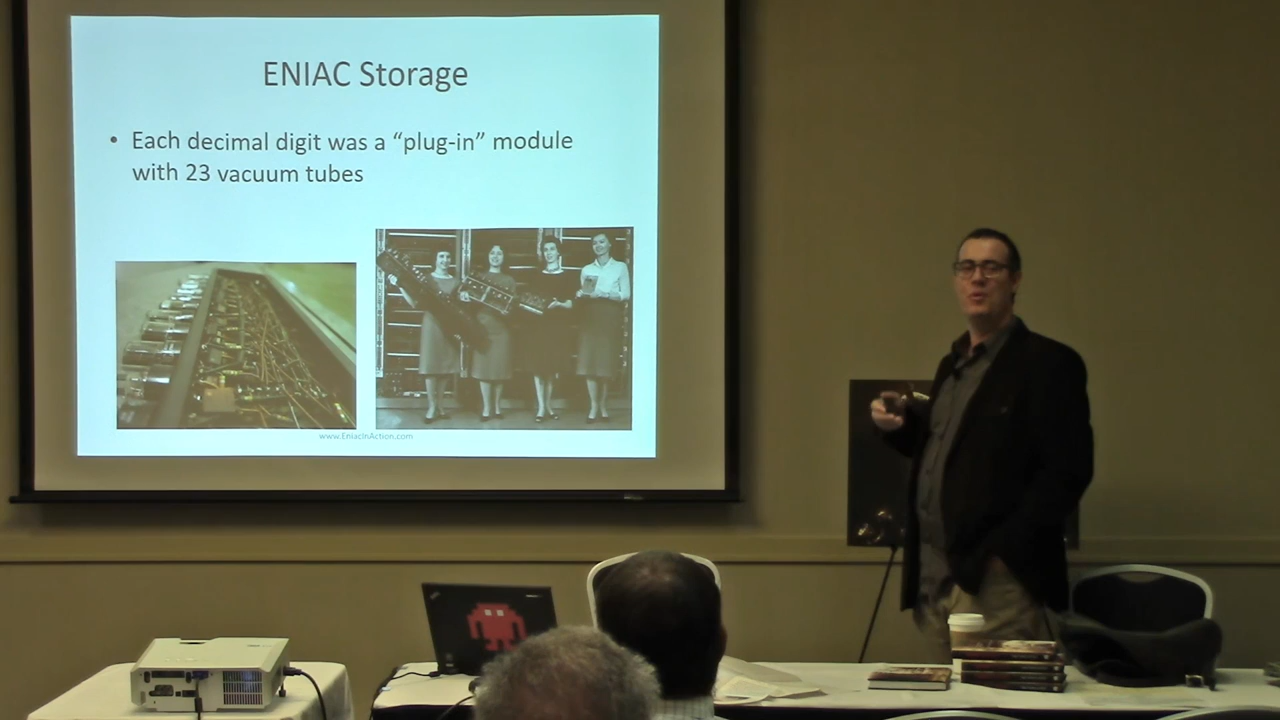 ENIAC Storage
• Each decimal digit was a “plug-in” module
with 23 vacuum tubes
www.EniacInAction.com